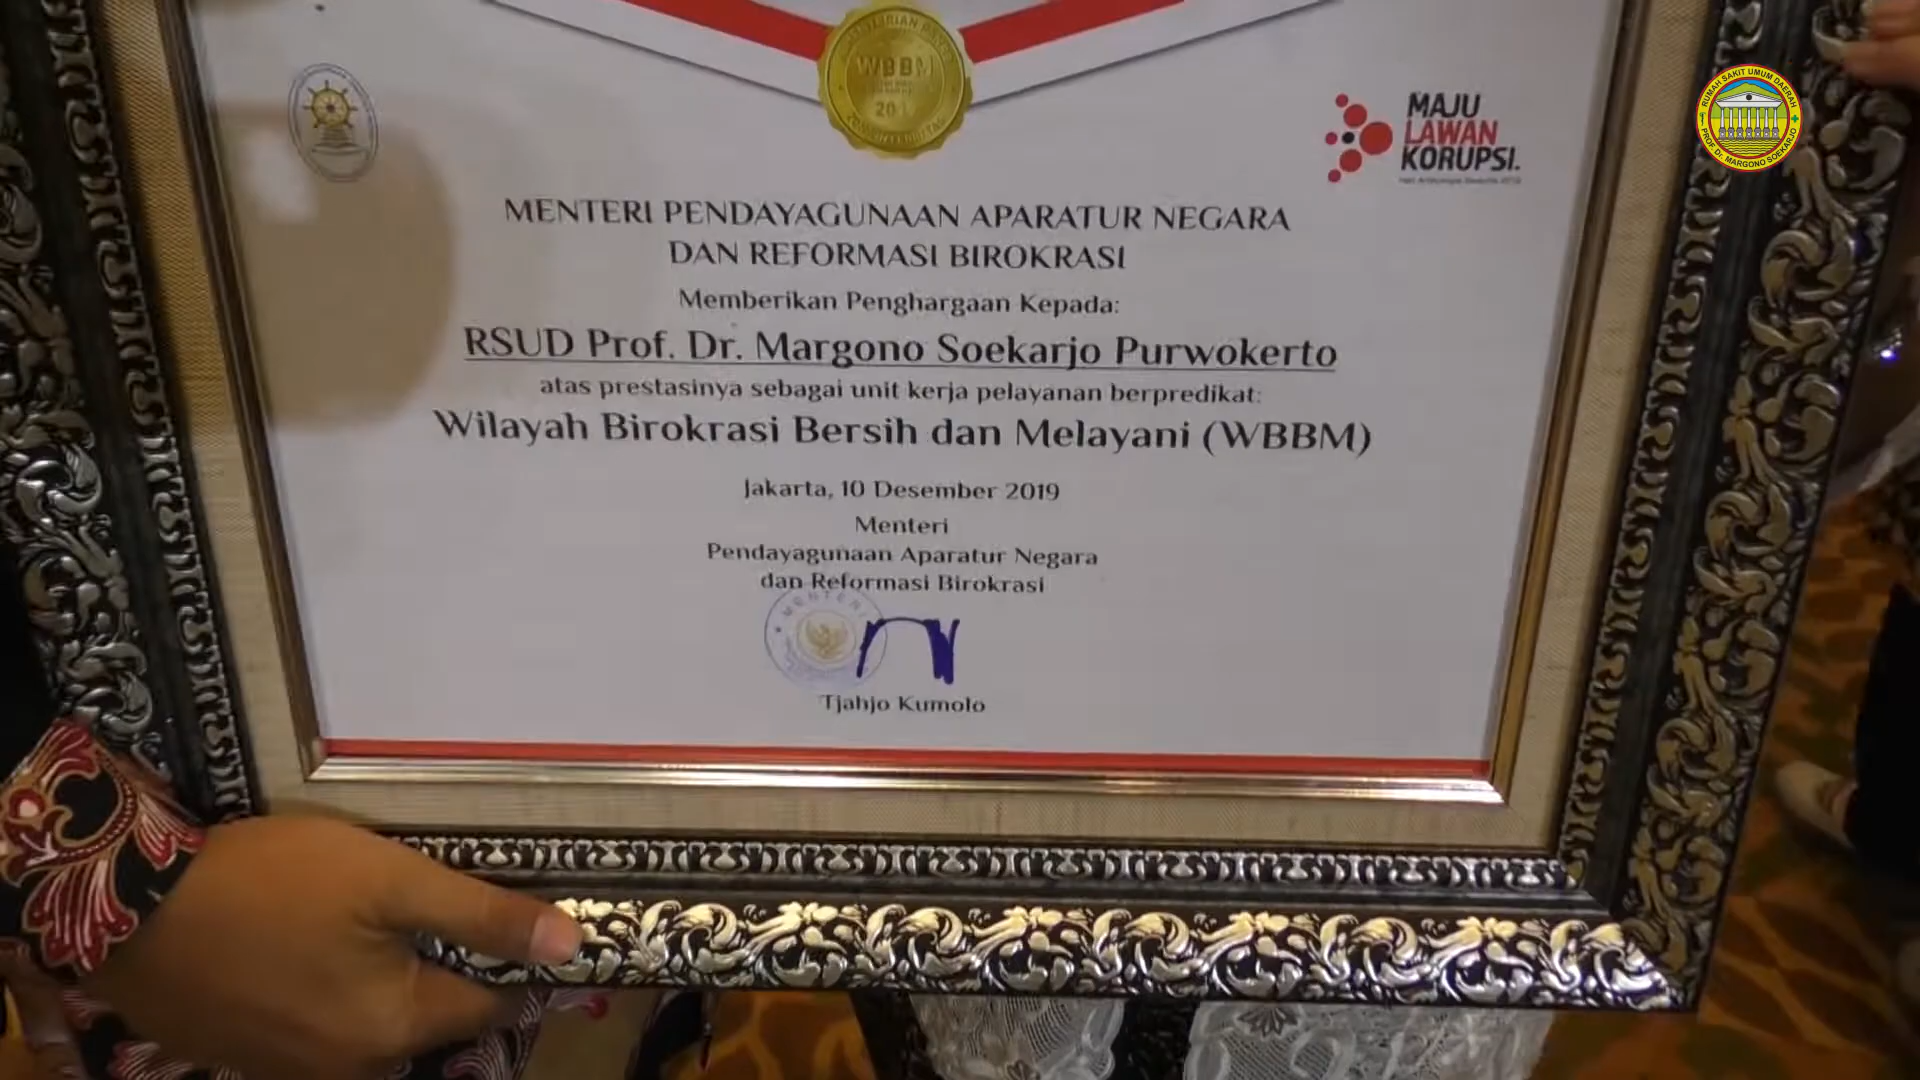 WBBM
MAJU
LAWAN
KORUPSI.
RUMAH SAKIT UMUM DAERAH
PROF. Dr. MARGONO SOEKARJO
MENTERI PENDAYAGUNAAN APARATUR NEGARA
DAN REFORMASI BIROKRASI
Memberikan Penghargaan Kepada:
RSUD Prof. Dr. Margono Soekarjo Purwokerto
atas prestasinya sebagai unit kerja pelayanan berpredikat:
Wilayah Birokrasi Bersih dan Melayani (WBBM)
Jakarta, 10 Desember 2019
Menteri
Pendayagunaan Aparatur Negara
dan Reformasi Birokrasi
MENTERI
Tjahjo Kumolo